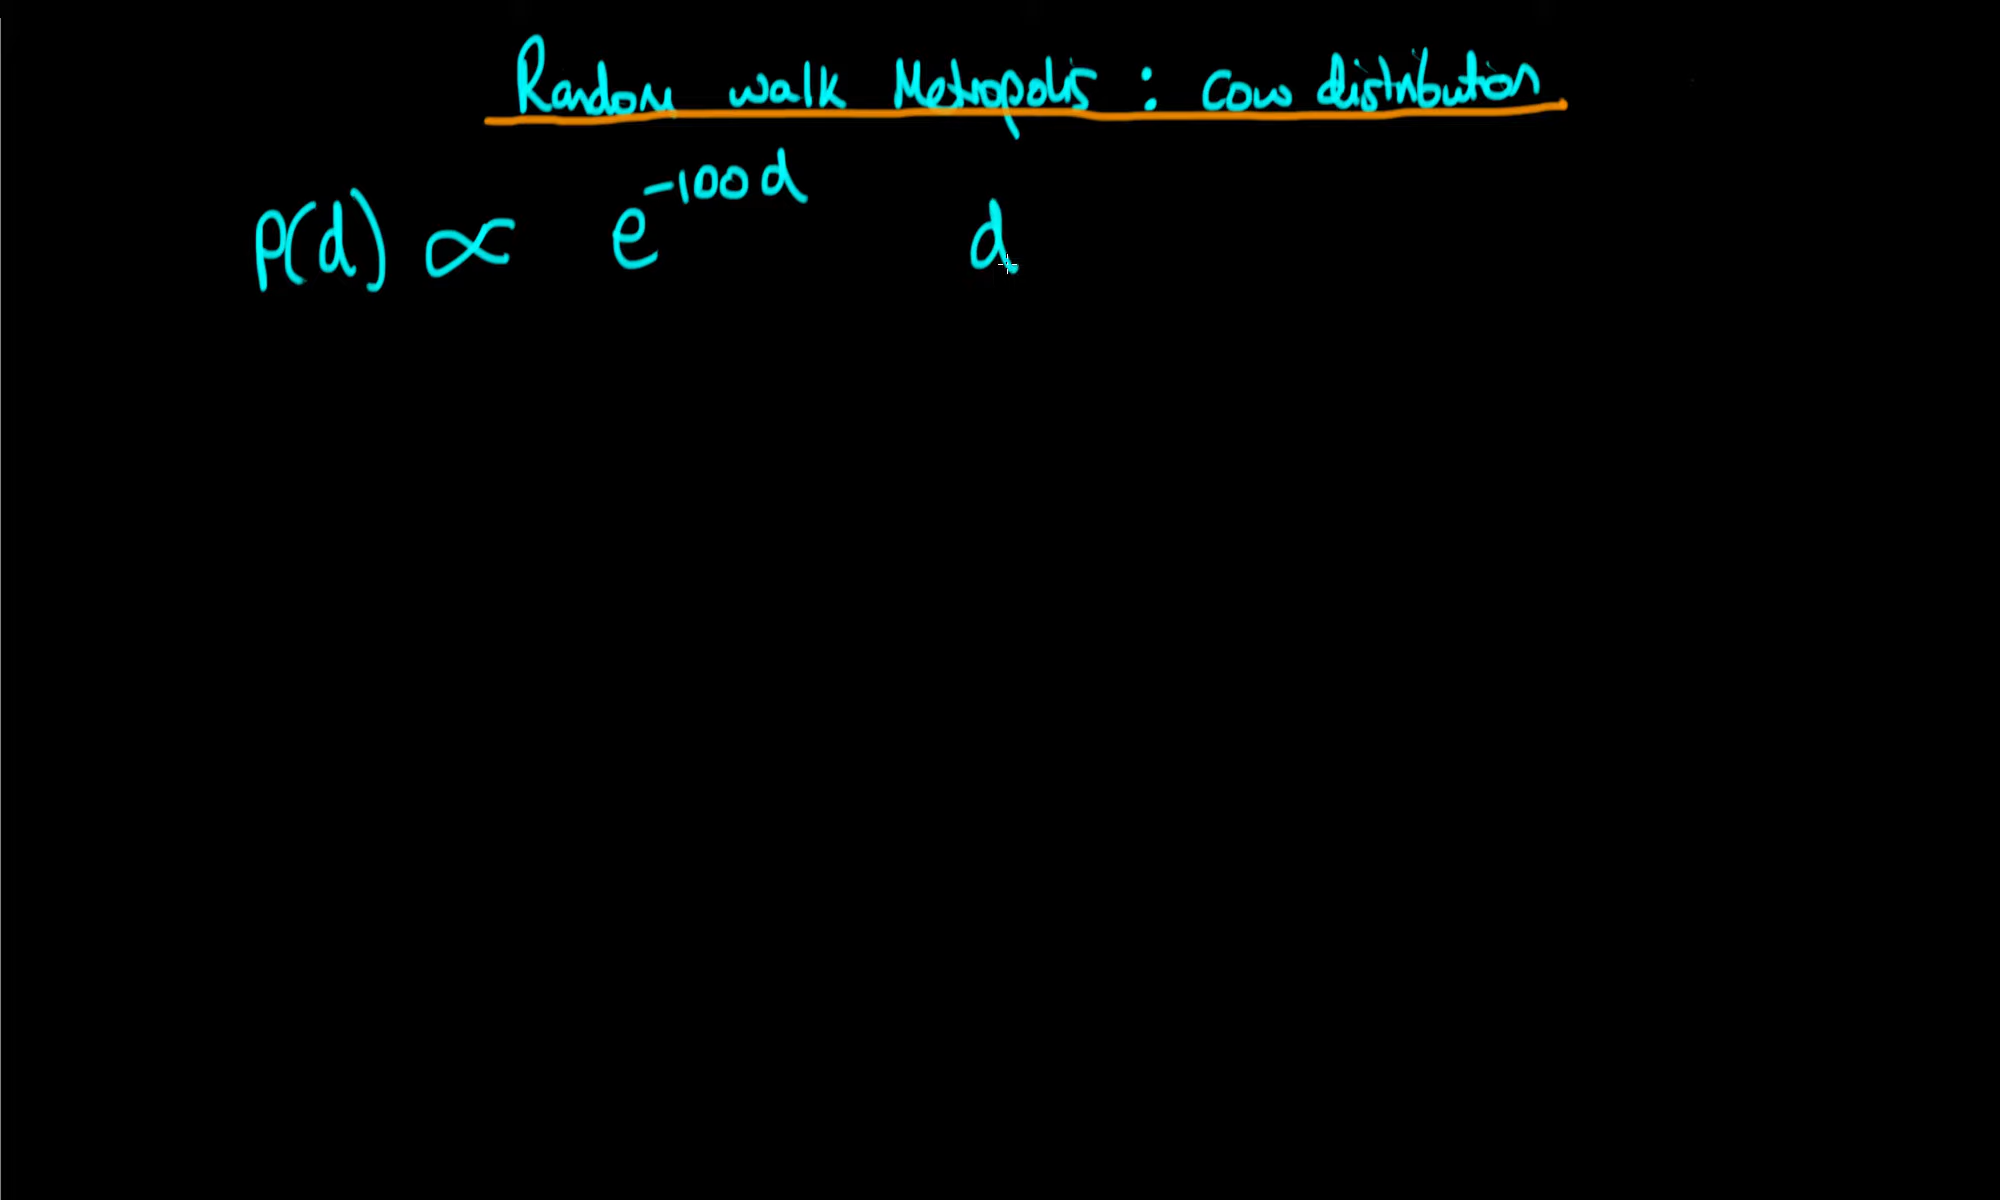 Random walk Metropolis : cow distribution
p(d) ∝ e^{-100d} d